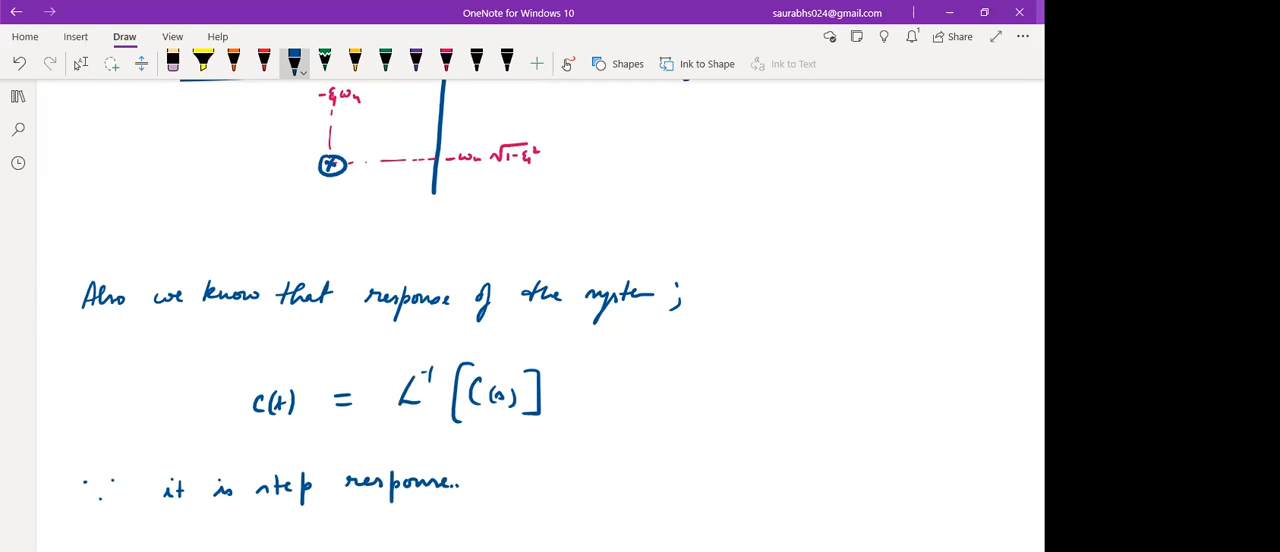 OneNote for Windows 10
saurabhs024@gmail.com
Home Insert Draw View Help
Share
Shapes
Ink to Shape
Ink to Text
-ξωn
-ωn √1-ξ²
Also we know that response of the system ;
c(t) = L⁻¹ [C(s)]
∵ it is step response..